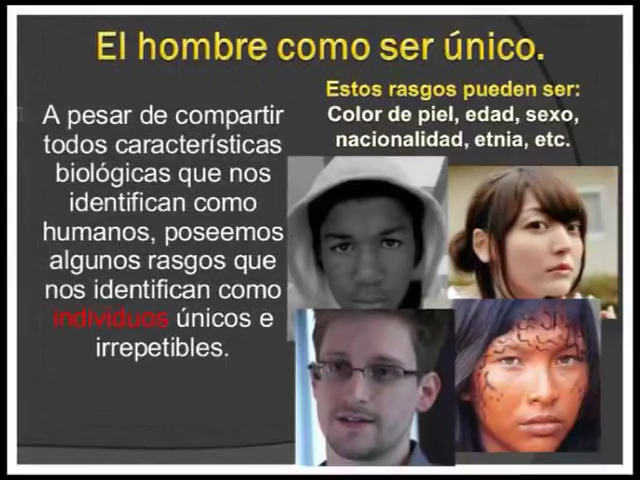 El hombre como ser único.
Estos rasgos pueden ser:
Color de piel, edad, sexo,
nacionalidad, etnia, etc.
A pesar de compartir
todos características
biológicas que nos
identifican como
humanos, poseemos
algunos rasgos que
nos identifican como
individuos únicos e
irrepetibles.